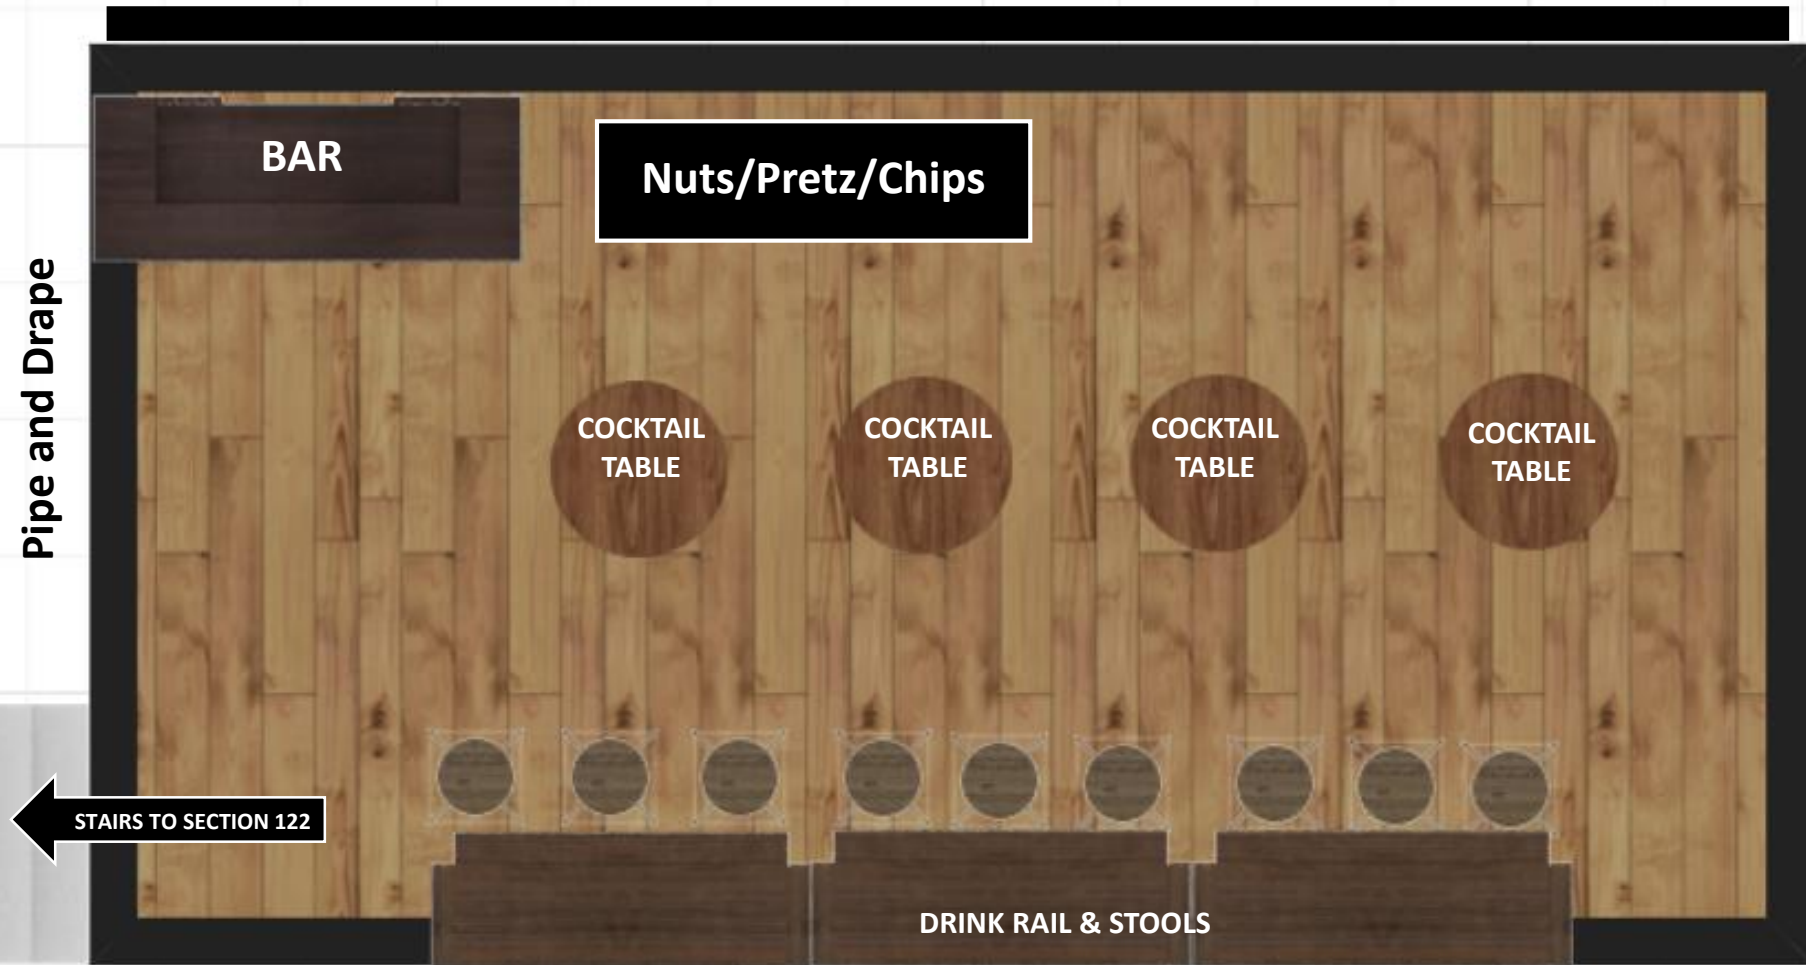 BAR
Nuts/Pretz/Chips
Pipe and Drape
COCKTAIL
TABLE
COCKTAIL
TABLE
COCKTAIL
TABLE
COCKTAIL
TABLE
STAIRS TO SECTION 122
DRINK RAIL & STOOLS